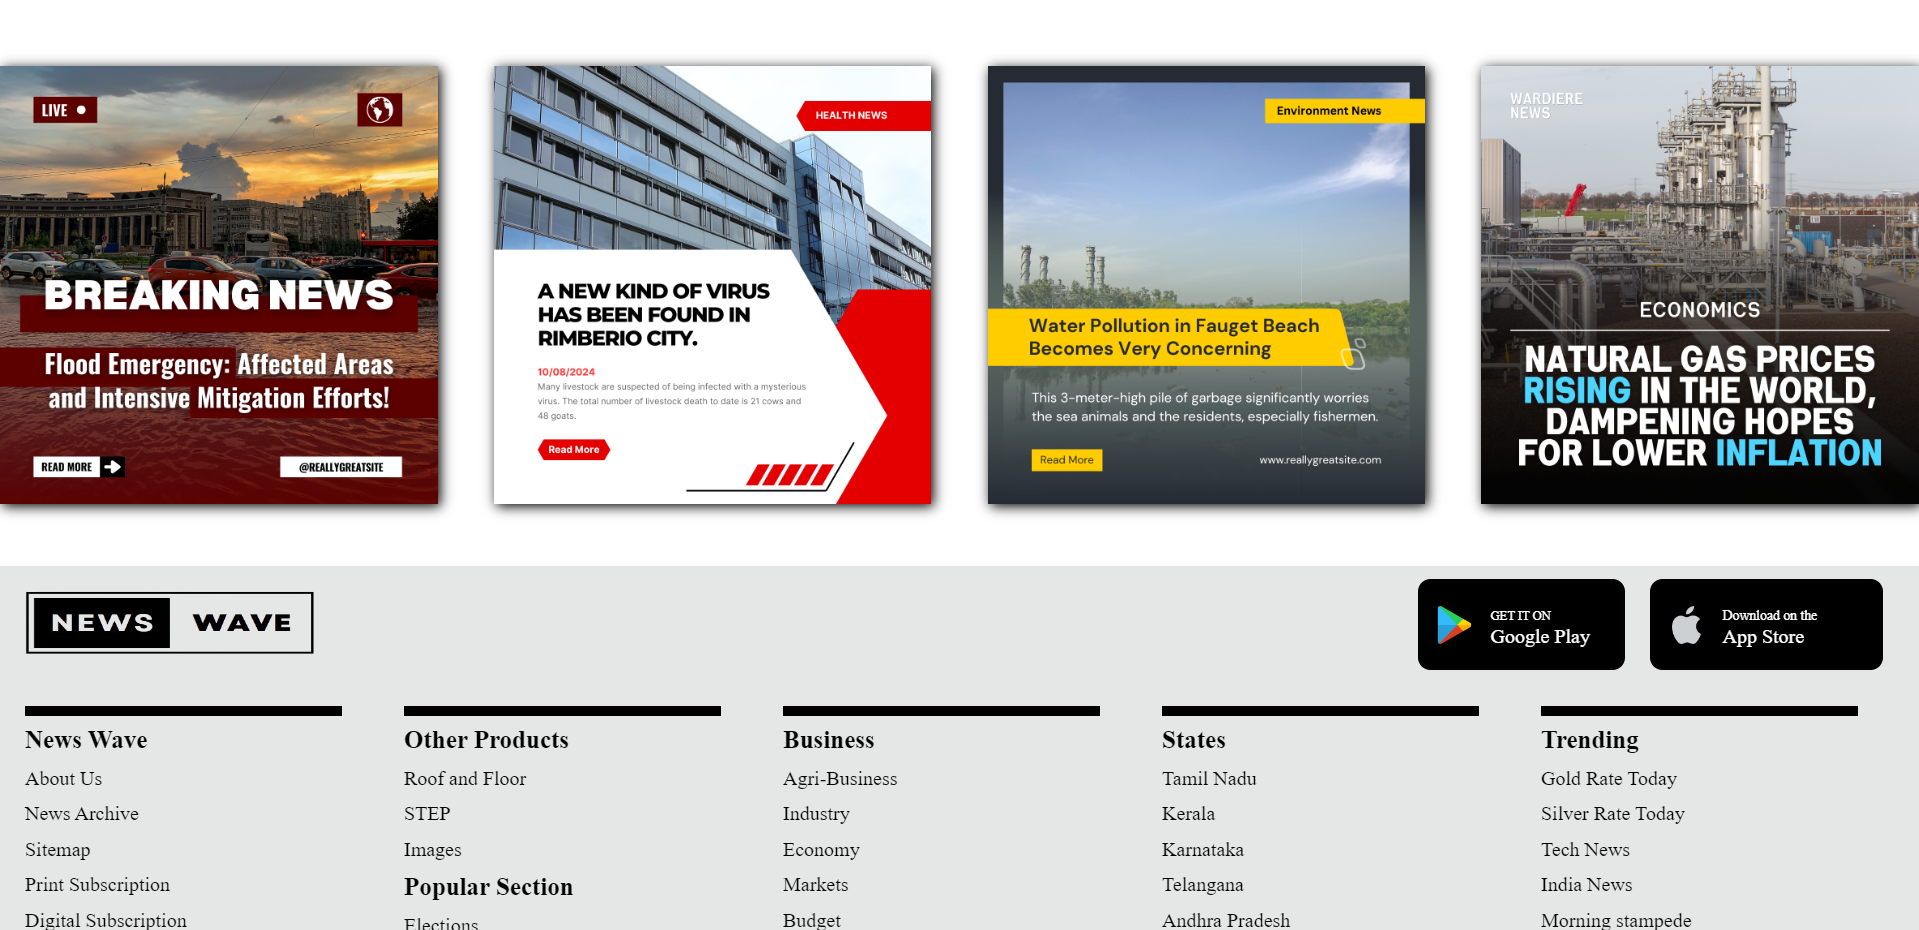 LIVE
BREAKING NEWS
Flood Emergency: Affected Areas
and Intensive Mitigation Efforts!
READ MORE
@REALLYGREATSITE
HEALTH NEWS
A NEW KIND OF VIRUS
HAS BEEN FOUND IN
RIMBERIO CITY.
10/08/2024
Many livestock are suspected of being infected with a mysterious
virus. The total number of livestock death to date is 21 cows and
48 goats.
Read More
Environment News
Water Pollution in Fauget Beach
Becomes Very Concerning
This 3-meter-high pile of garbage significantly worries
the sea animals and the residents, especially fishermen.
Read More
www.reallygreatsite.com
WARDIERE
NEWS
ECONOMICS
NATURAL GAS PRICES
RISING IN THE WORLD,
DAMPENING HOPES
FOR LOWER INFLATION
NEWS WAVE
GET IT ON
Google Play
Download on the
App Store
News Wave
About Us
News Archive
Sitemap
Print Subscription
Digital Subscription
Other Products
Roof and Floor
STEP
Images
Popular Section
Elections
Business
Agri-Business
Industry
Economy
Markets
Budget
States
Tamil Nadu
Kerala
Karnataka
Telangana
Andhra Pradesh
Trending
Gold Rate Today
Silver Rate Today
Tech News
India News
Morning stampede